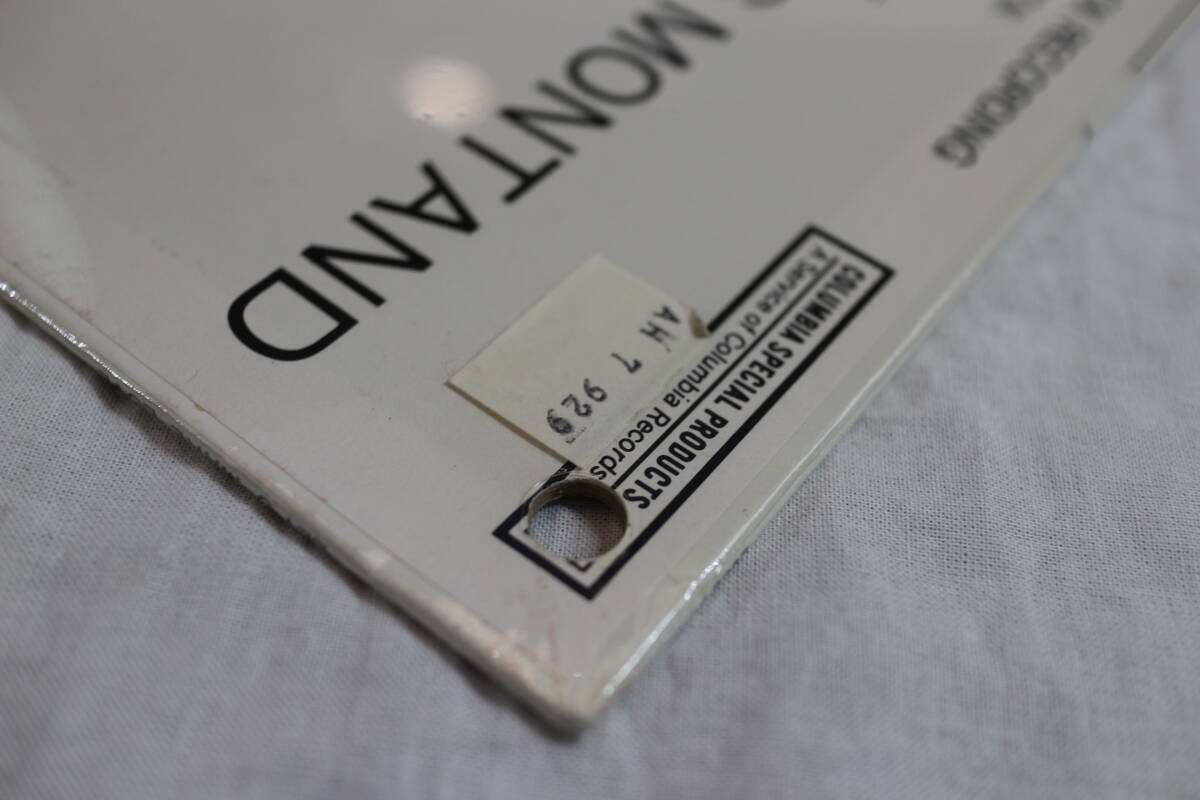 MONTAND
RECORDING
COLUMBIA SPECIAL PRODUCTS
A Service of Columbia Records
AH 7 929